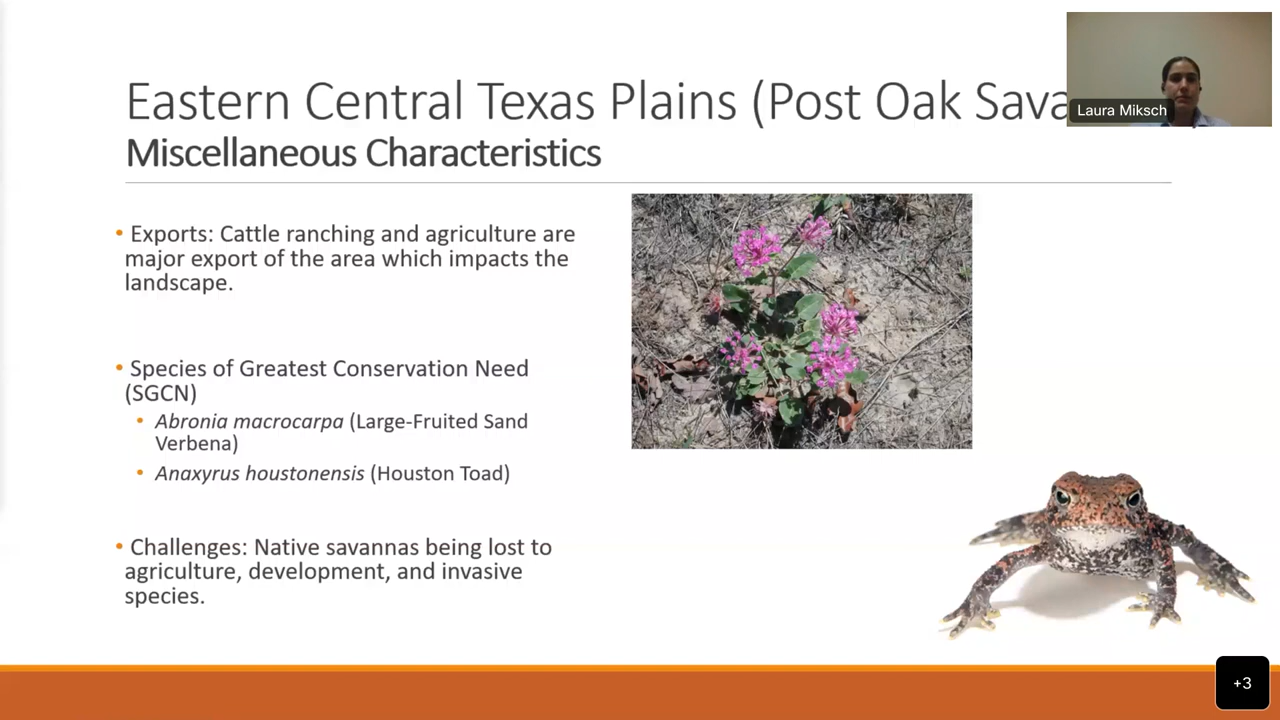 Eastern Central Texas Plains (Post Oak Sava
Laura Miksch
Miscellaneous Characteristics
• Exports: Cattle ranching and agriculture are
major export of the area which impacts the
landscape.
• Species of Greatest Conservation Need
(SGCN)
• Abronia macrocarpa (Large-Fruited Sand
Verbena)
• Anaxyrus houstonensis (Houston Toad)
• Challenges: Native savannas being lost to
agriculture, development, and invasive
species.
+3